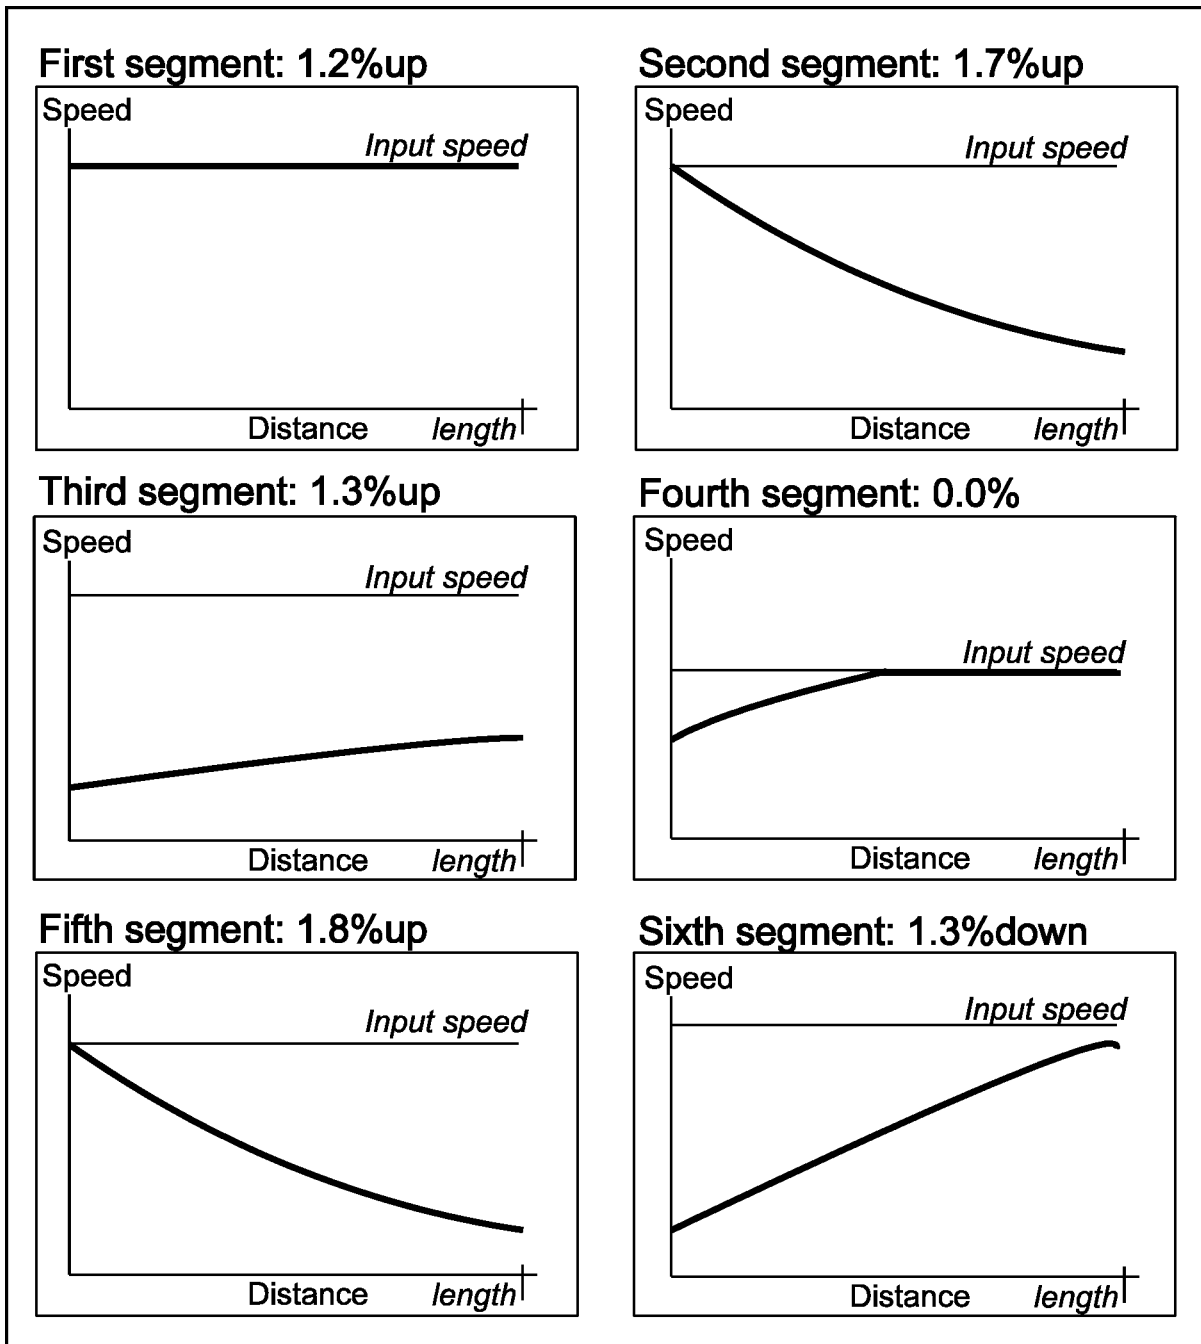 First segment: 1.2%up
Speed
Input speed
Distance length
Second segment: 1.7%up
Speed
Input speed
Distance length
Third segment: 1.3%up
Speed
Input speed
Distance length
Fourth segment: 0.0%
Speed
Input speed
Distance length
Fifth segment: 1.8%up
Speed
Input speed
Distance length
Sixth segment: 1.3%down
Speed
Input speed
Distance length